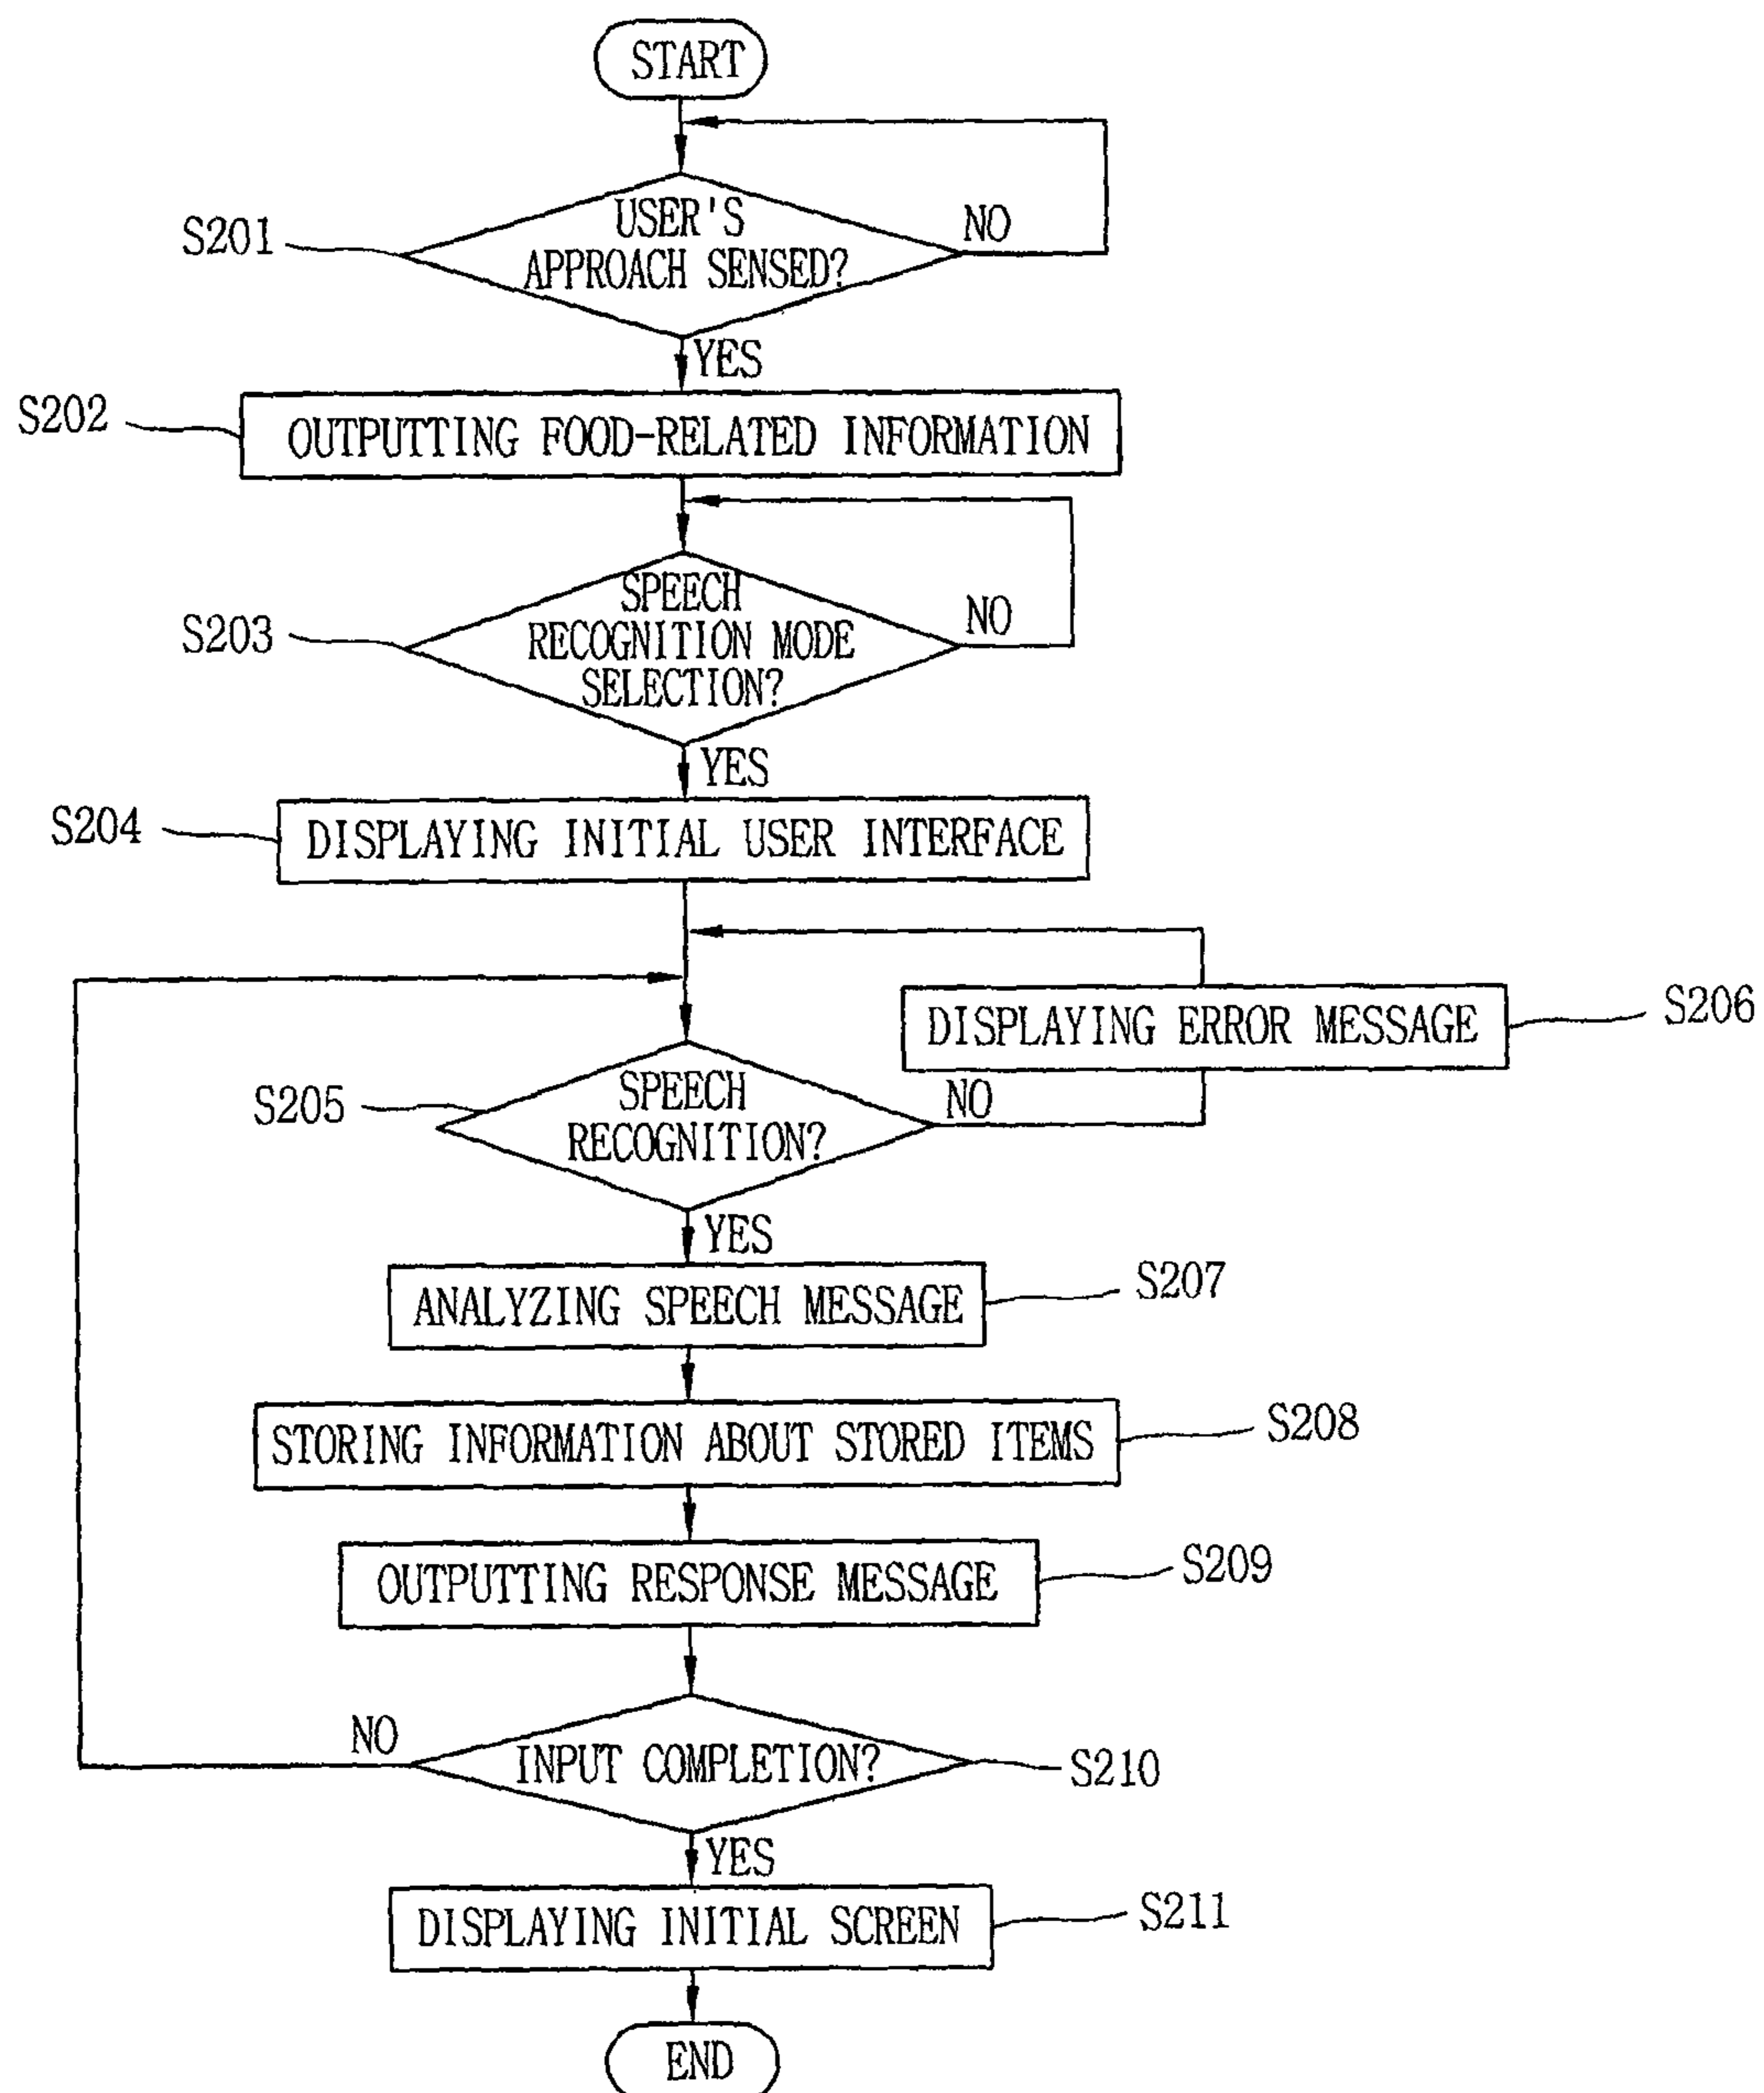 START
USER'S
APPROACH SENSED?
S201
NO
YES
S202
OUTPUTTING FOOD-RELATED INFORMATION
SPEECH
RECOGNITION MODE
SELECTION?
S203
NO
YES
S204
DISPLAYING INITIAL USER INTERFACE
DISPLAYING ERROR MESSAGE
S206
SPEECH
RECOGNITION?
S205
NO
YES
ANALYZING SPEECH MESSAGE
S207
STORING INFORMATION ABOUT STORED ITEMS
S208
OUTPUTTING RESPONSE MESSAGE
S209
NO
INPUT COMPLETION?
S210
YES
DISPLAYING INITIAL SCREEN
S211
END